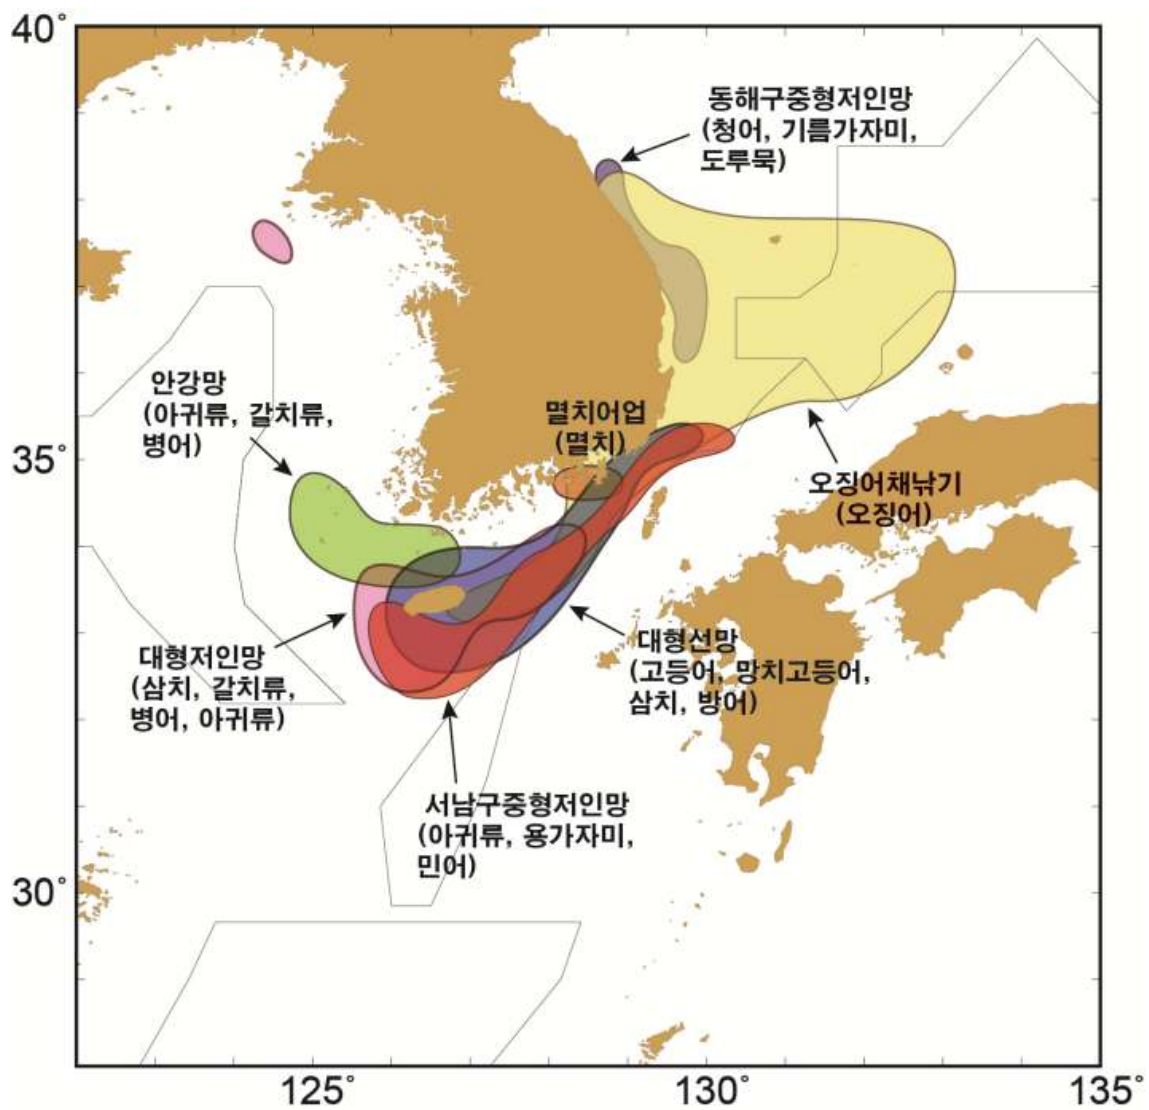 40°
동해구중형저인망
(청어, 기름가자미,
도루묵)
안강망
(아귀류, 갈치류,
병어)
멸치어업
(멸치)
35°
오징어채낚기
(오징어)
대형저인망
(삼치, 갈치류,
병어, 아귀류)
대형선망
(고등어, 망치고등어,
삼치, 방어)
서남구중형저인망
(아귀류, 용가자미,
민어)
30°
125°
130°
135°